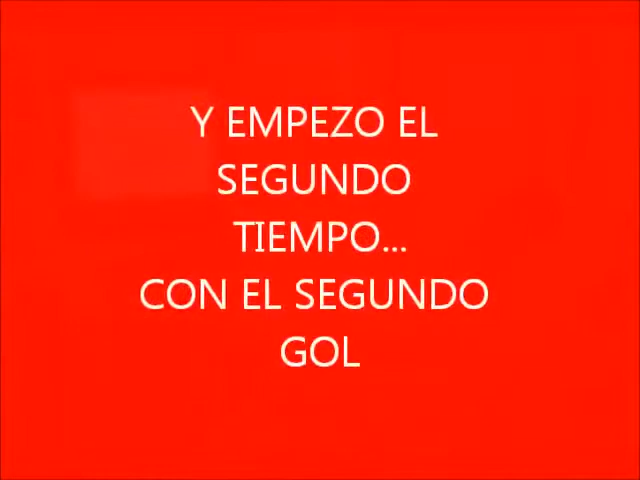 Y EMPEZO EL
SEGUNDO
TIEMPO...
CON EL SEGUNDO
GOL